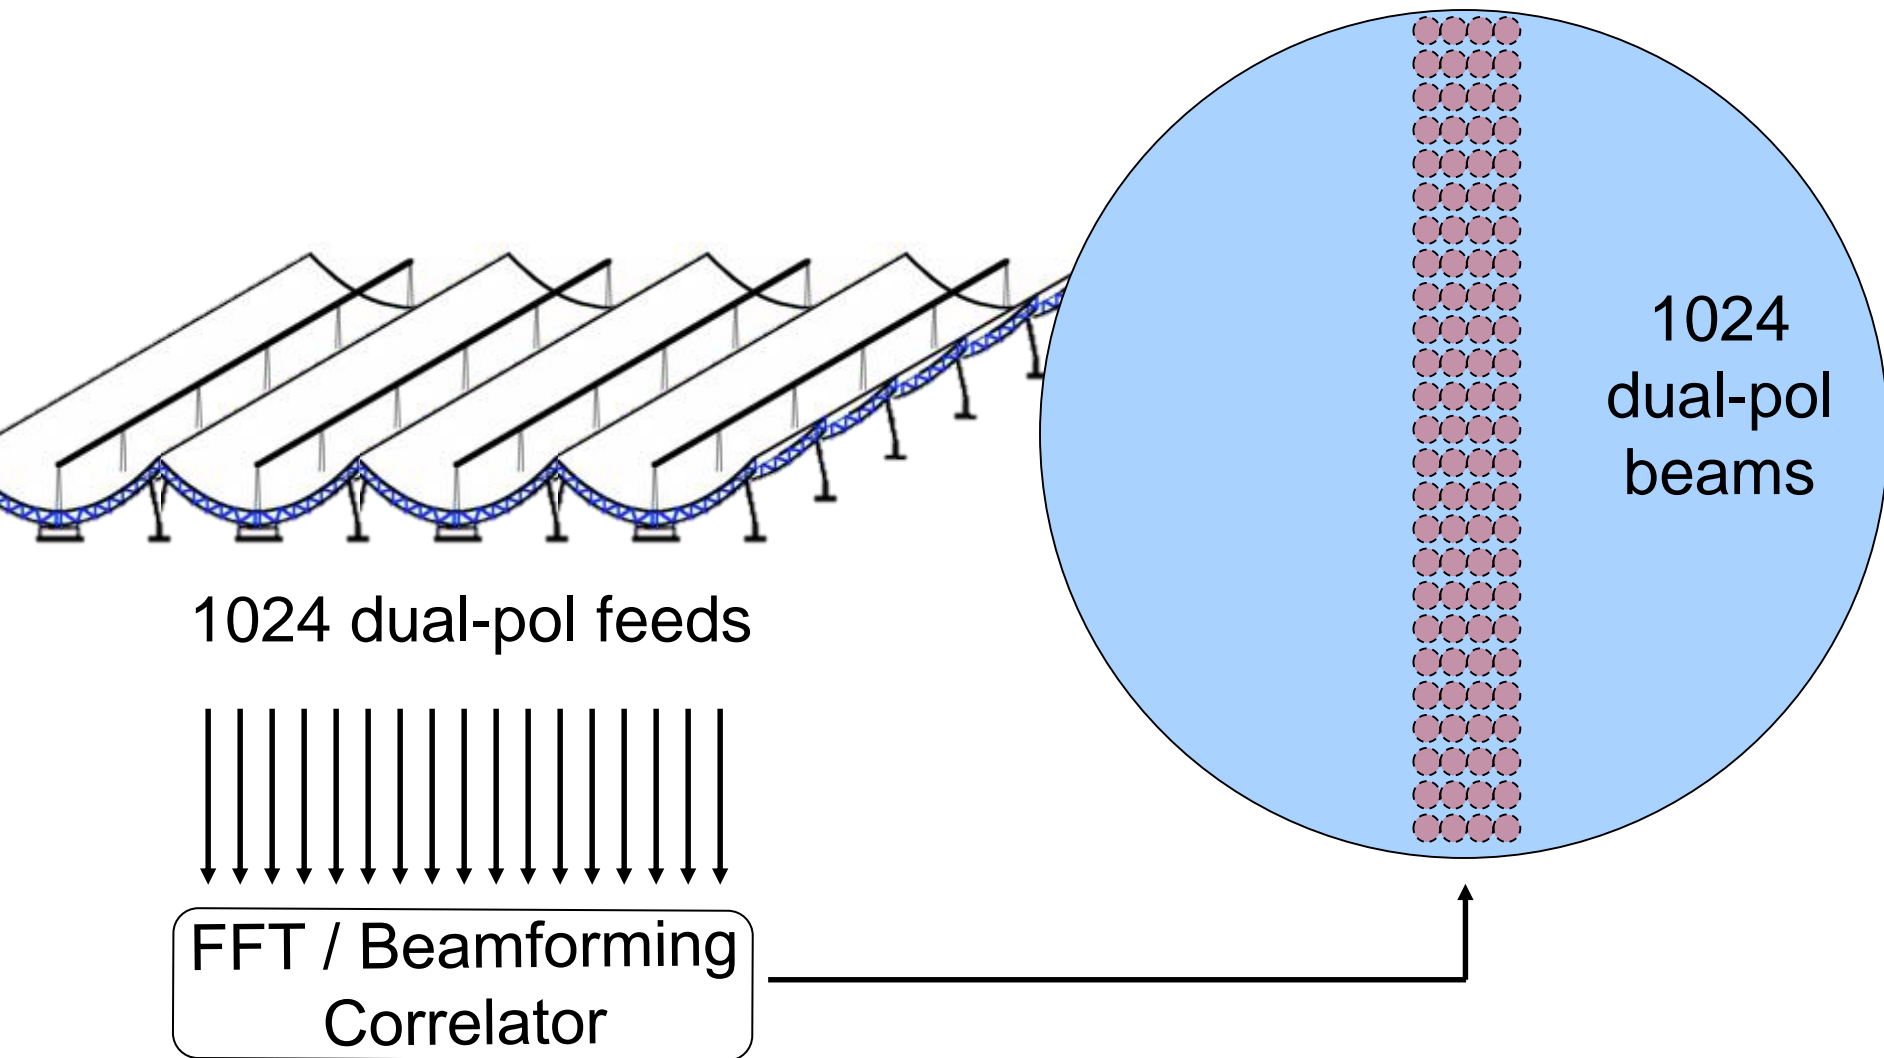 1024 dual-pol feeds
FFT / Beamforming
Correlator
1024
dual-pol
beams